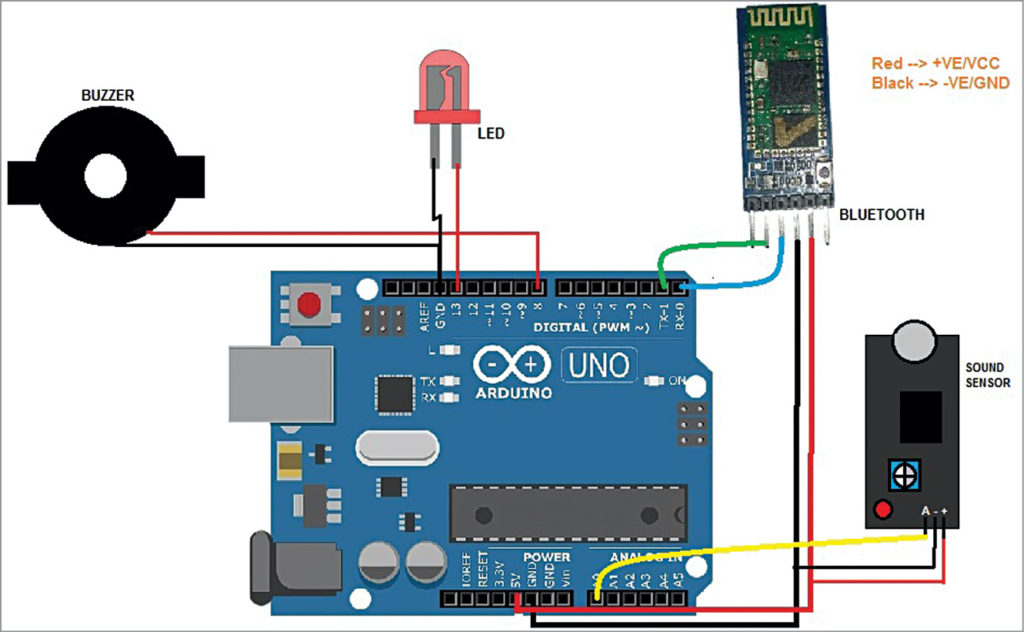 BUZZER
LED
Red --> +VE/VCC
Black --> -VE/GND
BLUETOOTH
AREF
GND
13
12
~11
~10
~9
8
7
~6
~5
4
~3
2
TX-1
RX-0
DIGITAL (PWM ~)
L
TX
RX
ARDUINO
UNO
ON
SOUND
SENSOR
A - +
POWER
ANALOG IN
IOREF
RESET
3.3V
5V
GND
GND
Vin
A0
A1
A2
A3
A4
A5